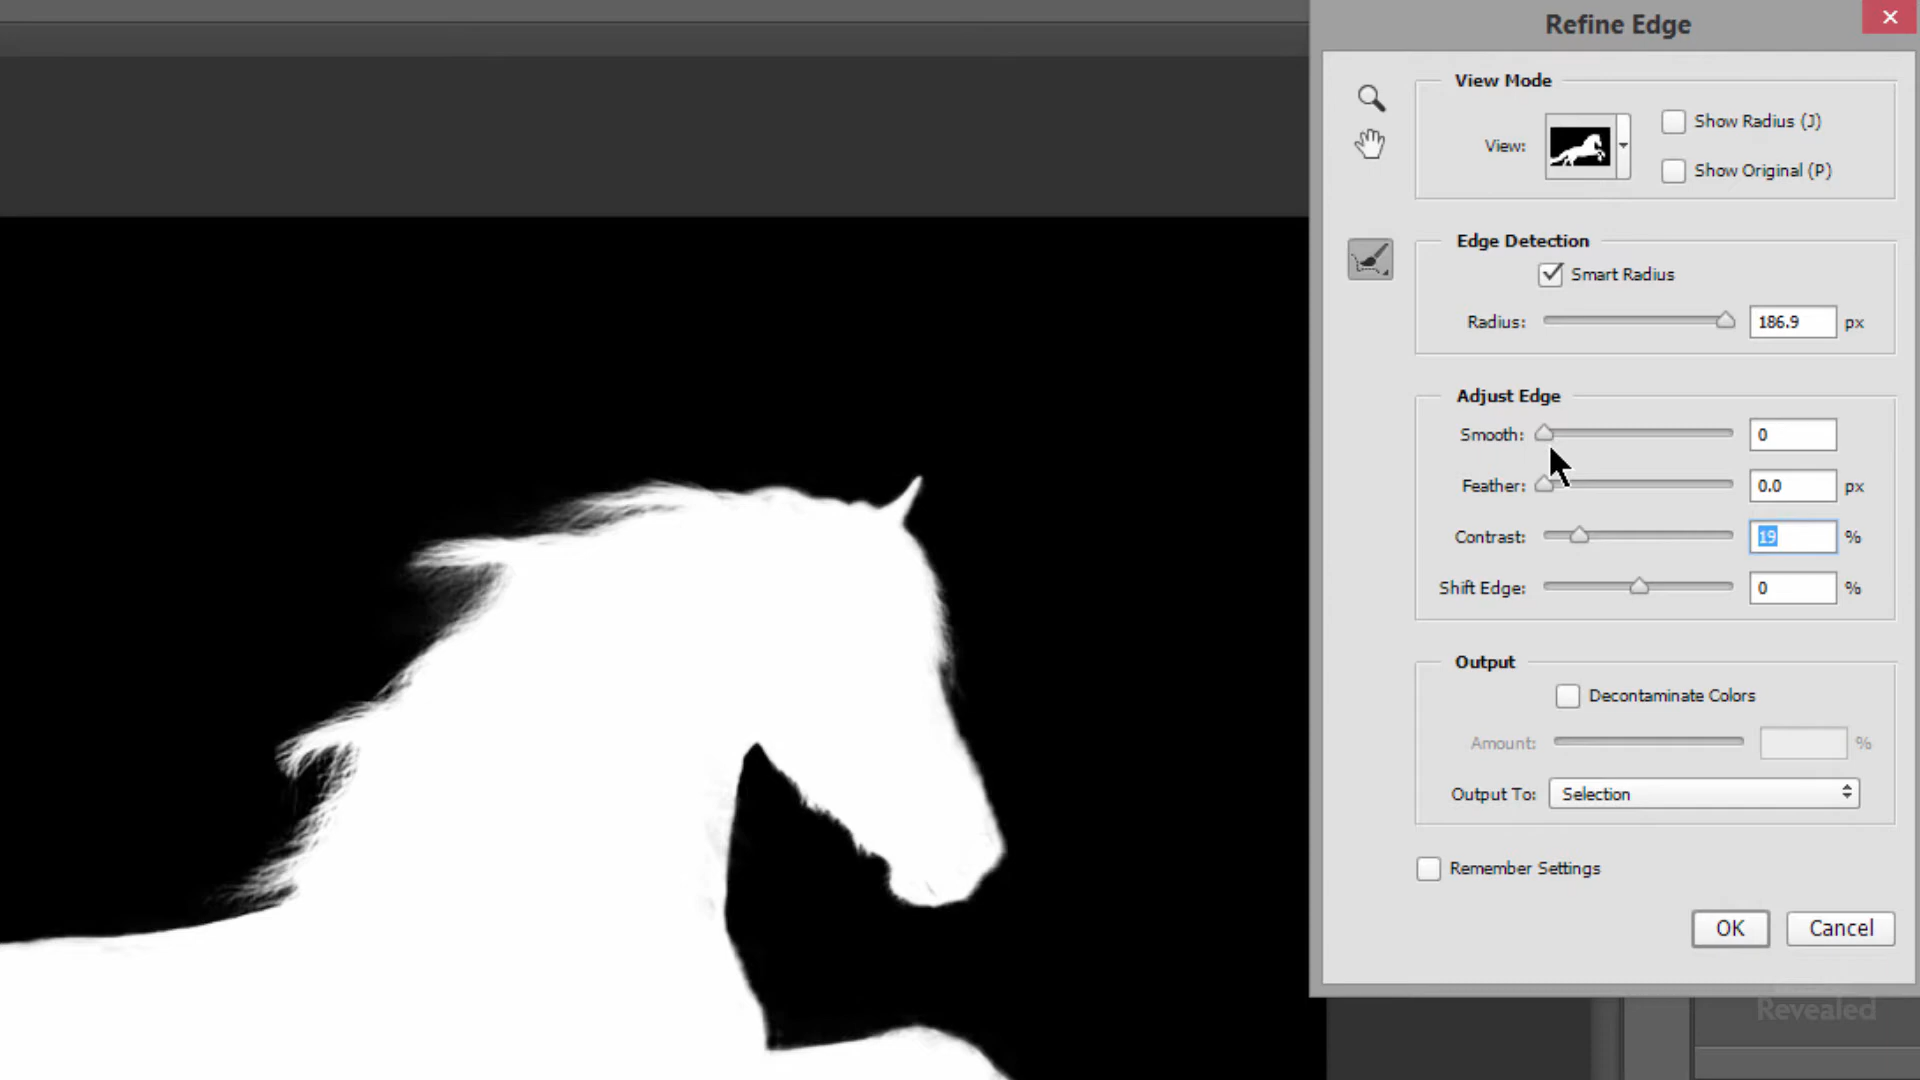 Refine Edge
View Mode
View:
Show Radius (J)
Show Original (P)
Edge Detection
Smart Radius
Radius: 186.9 px
Adjust Edge
Smooth: 0
Feather: 0.0 px
Contrast: 19 %
Shift Edge: 0 %
Output
Decontaminate Colors
Amount: %
Output To: Selection
Remember Settings
OK Cancel
Revealed